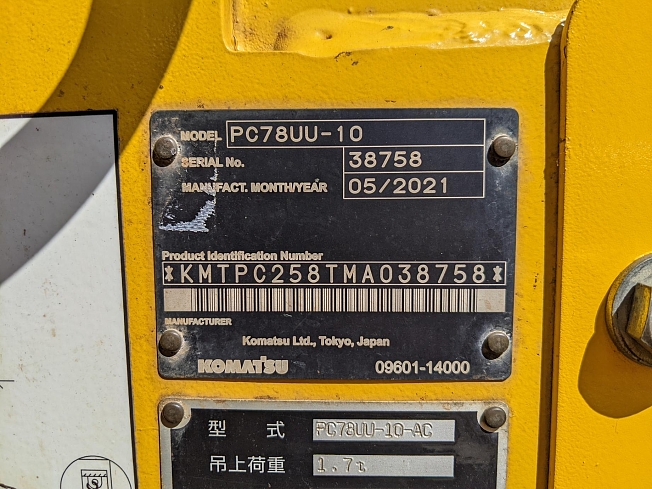 MODEL PC78UU-10
SERIAL No. 38758
MANUFACT. MONTH/YEAR 05/2021
Product Identification Number
*KMTPC258TMA038758*
MANUFACTURER
Komatsu Ltd., Tokyo, Japan
KOMATSU 09601-14000
型式 PC78UU-10-AC
吊上荷重 1.7t